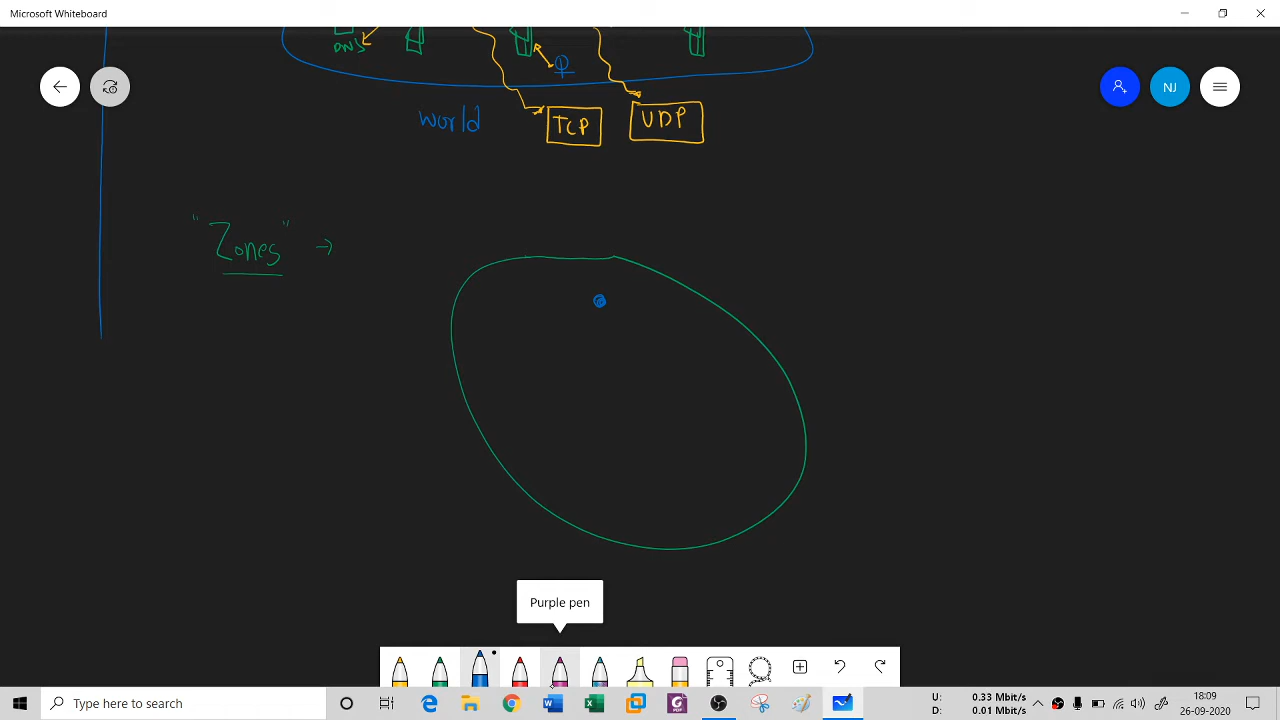 Microsoft Whiteboard
DNS
NJ
world
TCP
UDP
"Zones" →
Purple pen
Type here to search
U: 0.33 Mbit/s
D: 0.01 Mbit/s
18:09
26-09-2020